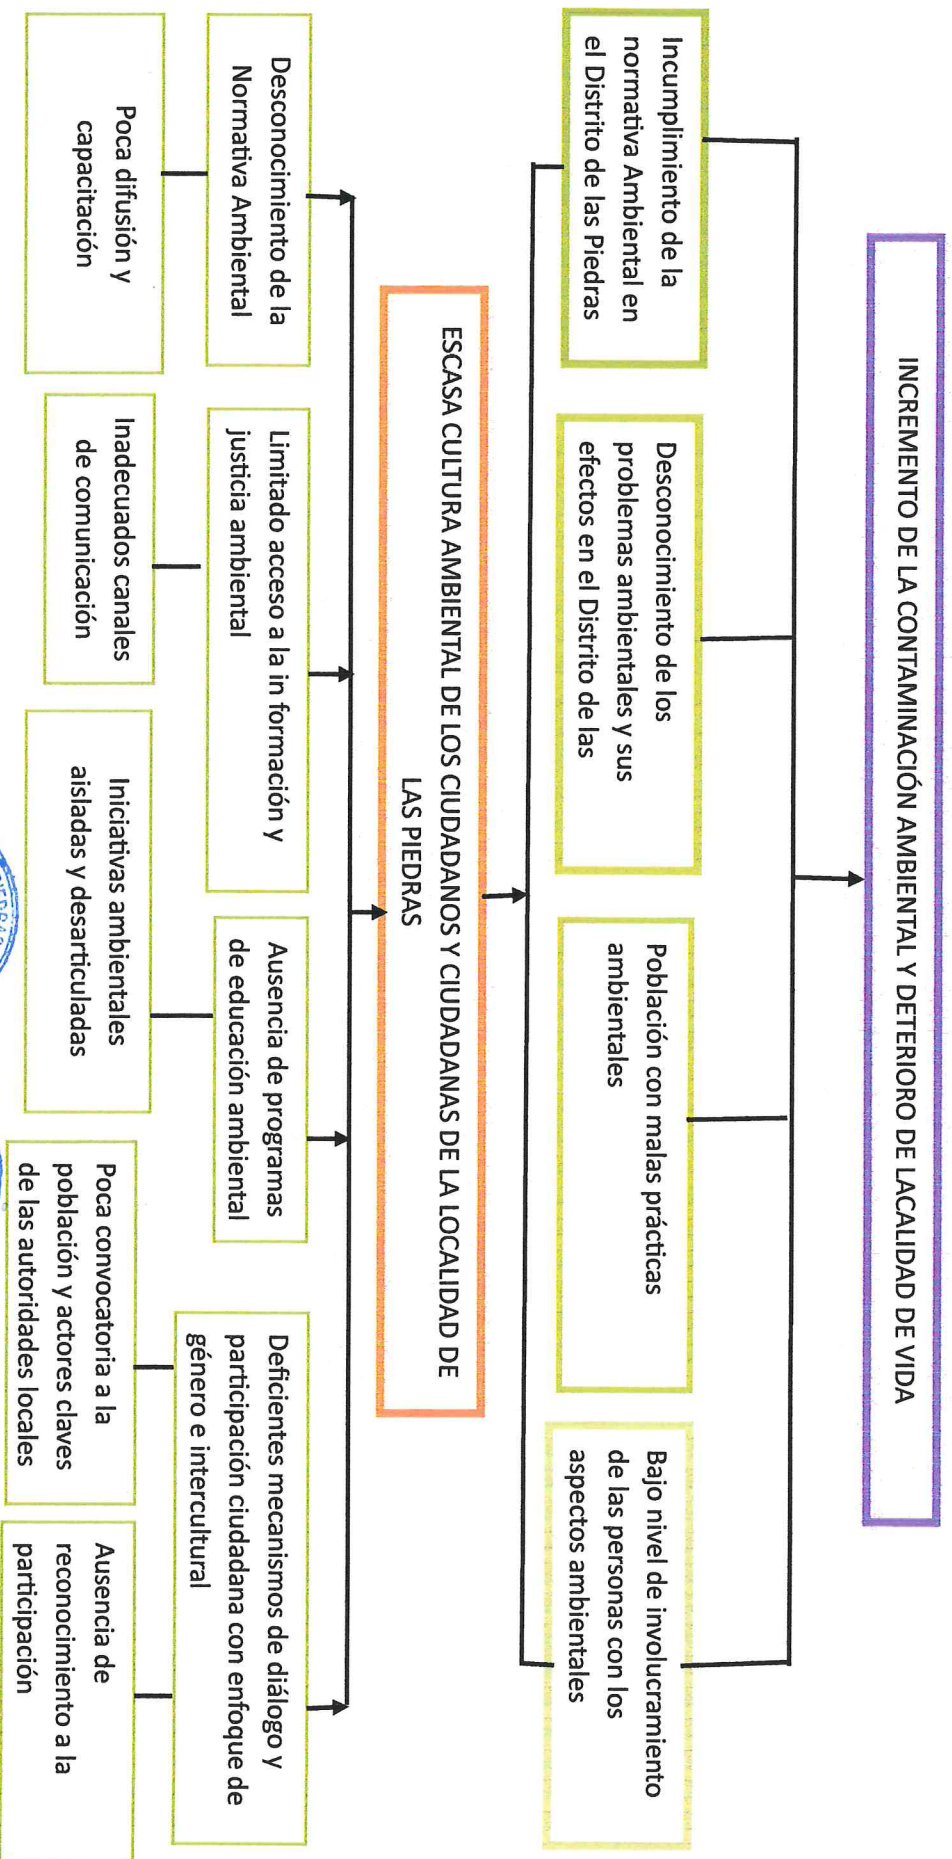 INCREMENTO DE LA CONTAMINACIÓN AMBIENTAL Y DETERIORO DE LACALIDAD DE VIDA
Incumplimiento de la
normativa Ambiental en
el Distrito de las Piedras
Desconocimiento de los
problemas ambientales y sus
efectos en el Distrito de las
Población con malas prácticas
ambientales
Bajo nivel de involucramiento
de las personas con los
aspectos ambientales
ESCASA CULTURA AMBIENTAL DE LOS CIUDADANOS Y CIUDADANAS DE LA LOCALIDAD DE
LAS PIEDRAS
Desconocimiento de la
Normativa Ambiental
Limitado acceso a la in formación y
justicia ambiental
Ausencia de programas
de educación ambiental
Deficientes mecanismos de diálogo y
participación ciudadana con enfoque de
género e intercultural
Poca difusión y
capacitación
Inadecuados canales
de comunicación
Iniciativas ambientales
aisladas y desarticuladas
Poca convocatoria a la
población y actores claves
de las autoridades locales
Ausencia de
reconocimiento a la
participación